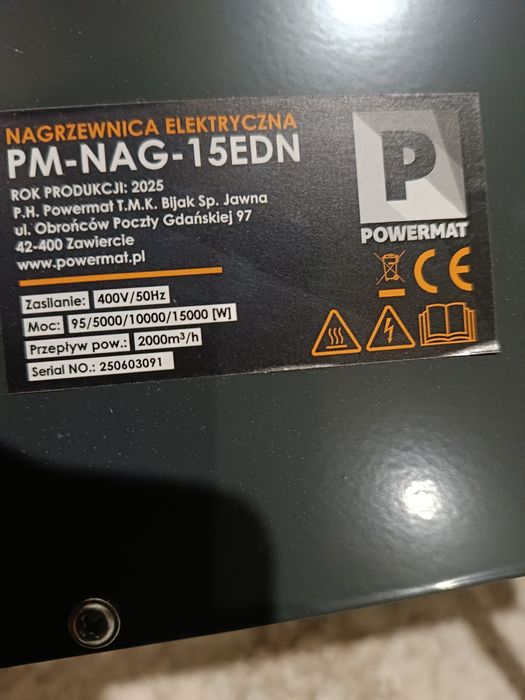 NAGRZEWNICA ELEKTRYCZNA
PM-NAG-15EDN
ROK PRODUKCJI: 2025
P.H. Powermat T.M.K. Bijak Sp. Jawna
ul. Obrońców Poczty Gdańskiej 97
42-400 Zawiercie
www.powermat.pl
P
POWERMAT
CE
Zasilanie: 400V/50Hz
Moc: 95/5000/10000/15000 [W]
Przepływ pow.: 2000m³/h
Serial NO.: 250603091